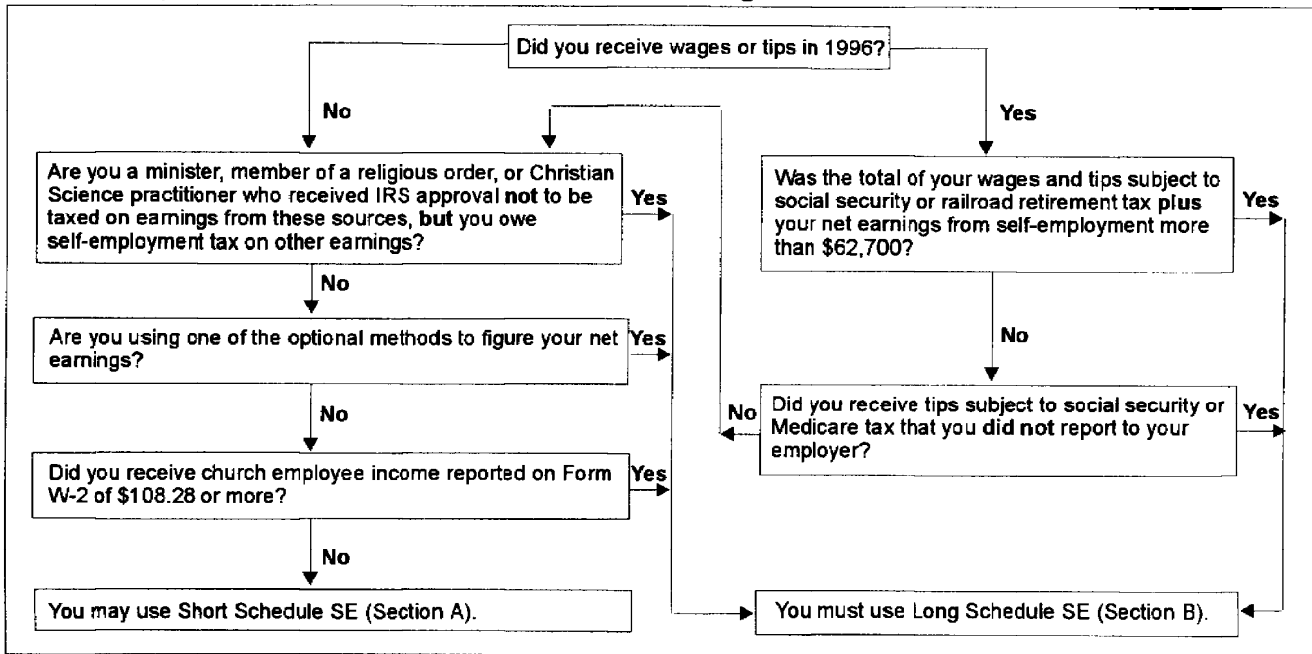 Did you receive wages or tips in 1996?
No
Yes
Are you a minister, member of a religious order, or Christian
Science practitioner who received IRS approval not to be
taxed on earnings from these sources, but you owe
self-employment tax on other earnings?
Yes
Was the total of your wages and tips subject to
social security or railroad retirement tax plus
your net earnings from self-employment more
than $62,700?
Yes
No
No
Are you using one of the optional methods to figure your net
earnings?
Yes
No
Did you receive tips subject to social security or
Medicare tax that you did not report to your
employer?
No
Yes
Did you receive church employee income reported on Form
W-2 of $108.28 or more?
Yes
No
You may use Short Schedule SE (Section A).
You must use Long Schedule SE (Section B).